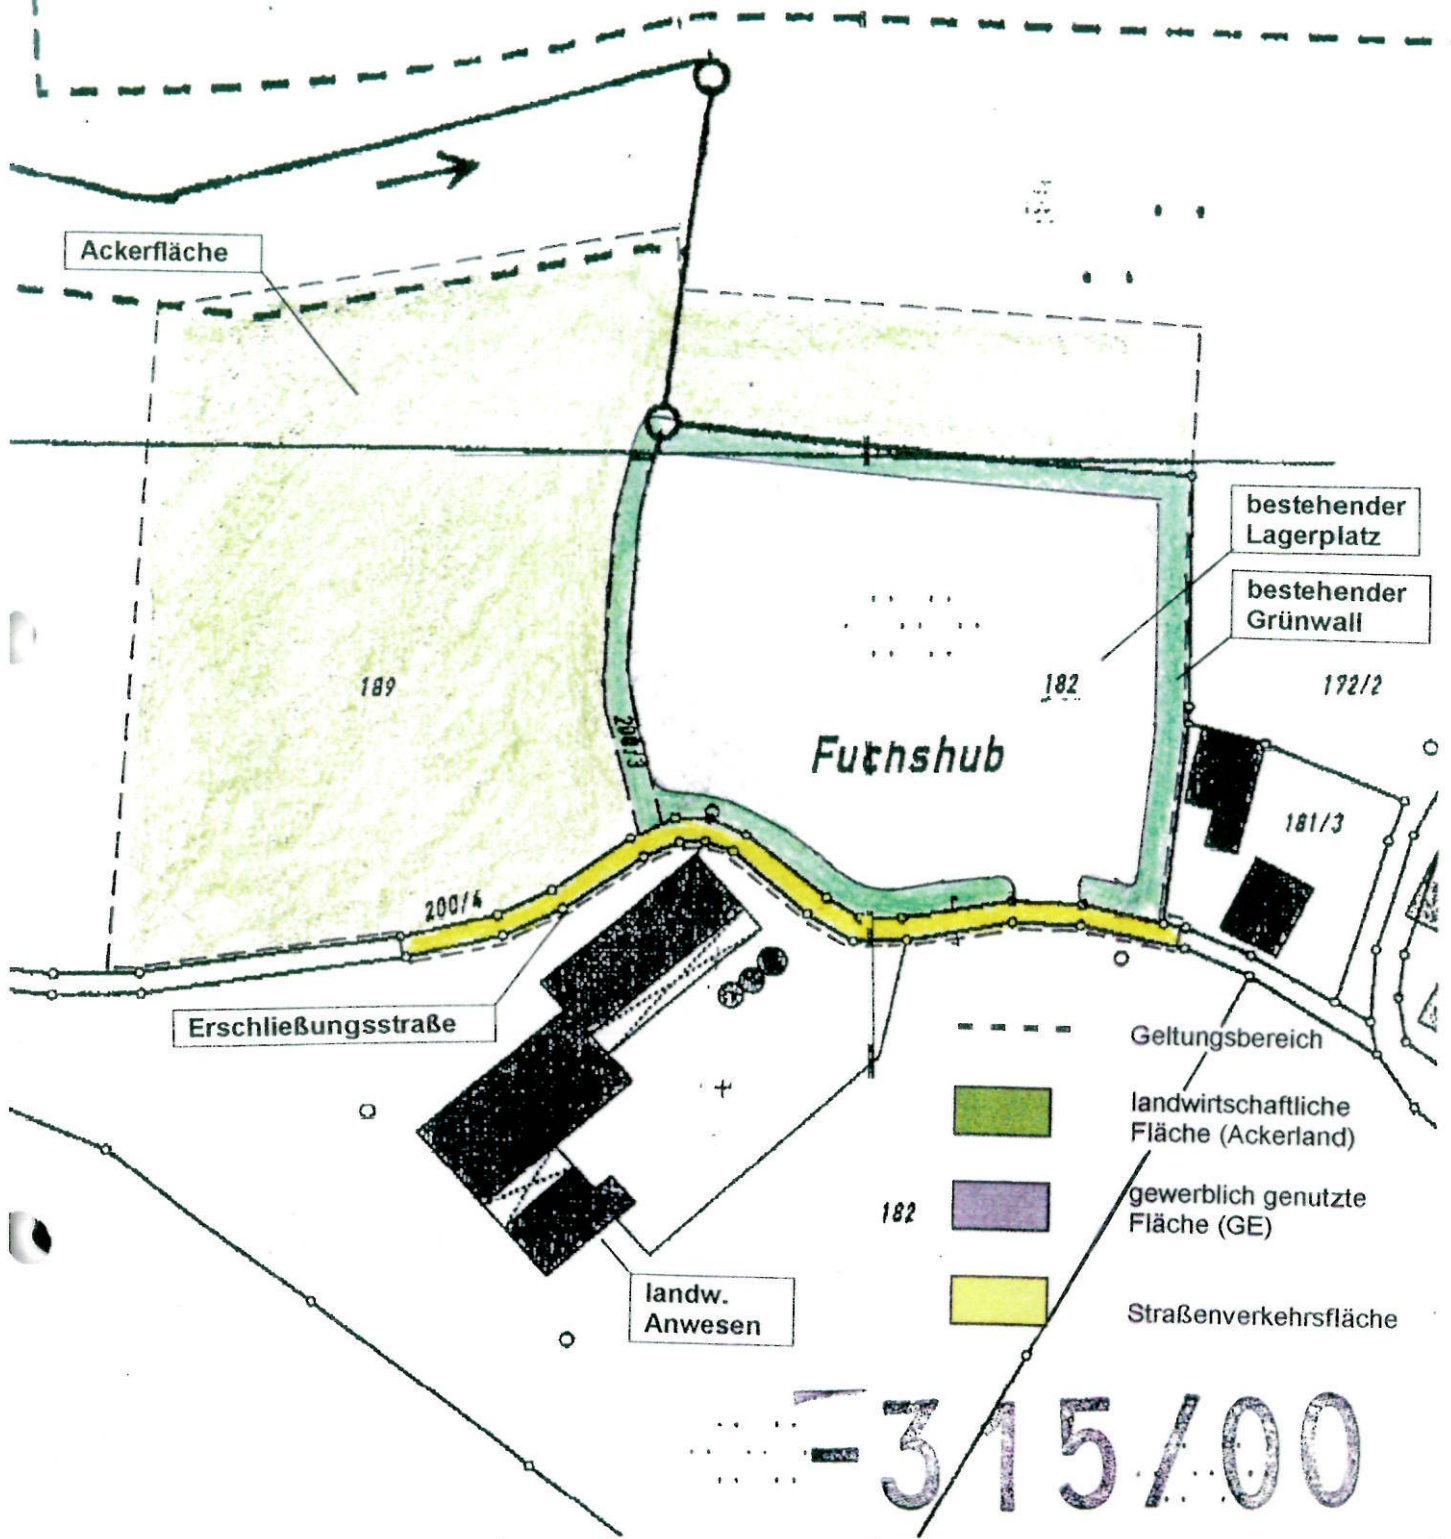 Ackerfläche
bestehender
Lagerplatz
bestehender
Grünwall
189
182
172/2
200/3
Fuchshub
181/3
200/4
Erschließungsstraße
Geltungsbereich
landwirtschaftliche
Fläche (Ackerland)
182
gewerblich genutzte
Fläche (GE)
landw.
Anwesen
Straßenverkehrsfläche
-315/00